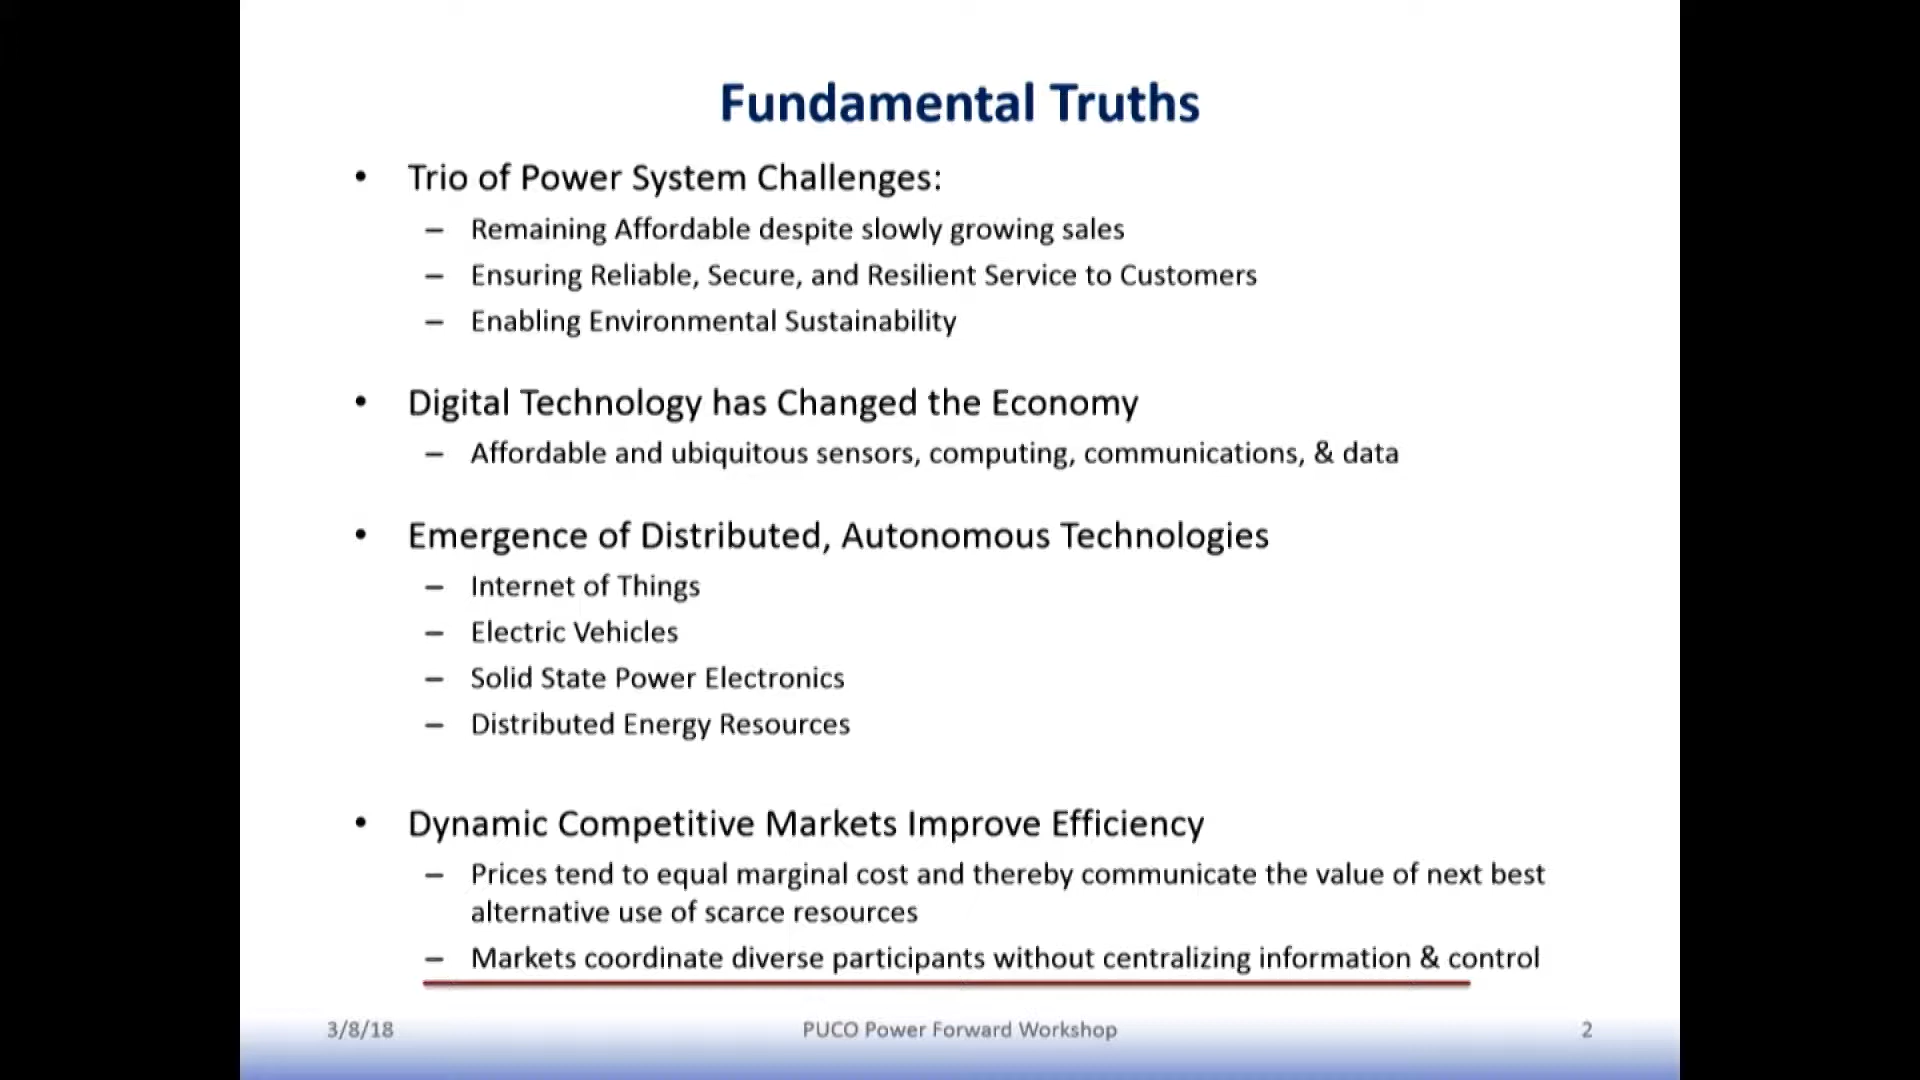 Fundamental Truths
• Trio of Power System Challenges:
– Remaining Affordable despite slowly growing sales
– Ensuring Reliable, Secure, and Resilient Service to Customers
– Enabling Environmental Sustainability
• Digital Technology has Changed the Economy
– Affordable and ubiquitous sensors, computing, communications, & data
• Emergence of Distributed, Autonomous Technologies
– Internet of Things
– Electric Vehicles
– Solid State Power Electronics
– Distributed Energy Resources
• Dynamic Competitive Markets Improve Efficiency
– Prices tend to equal marginal cost and thereby communicate the value of next best
alternative use of scarce resources
– Markets coordinate diverse participants without centralizing information & control
3/8/18 PUCO Power Forward Workshop 2